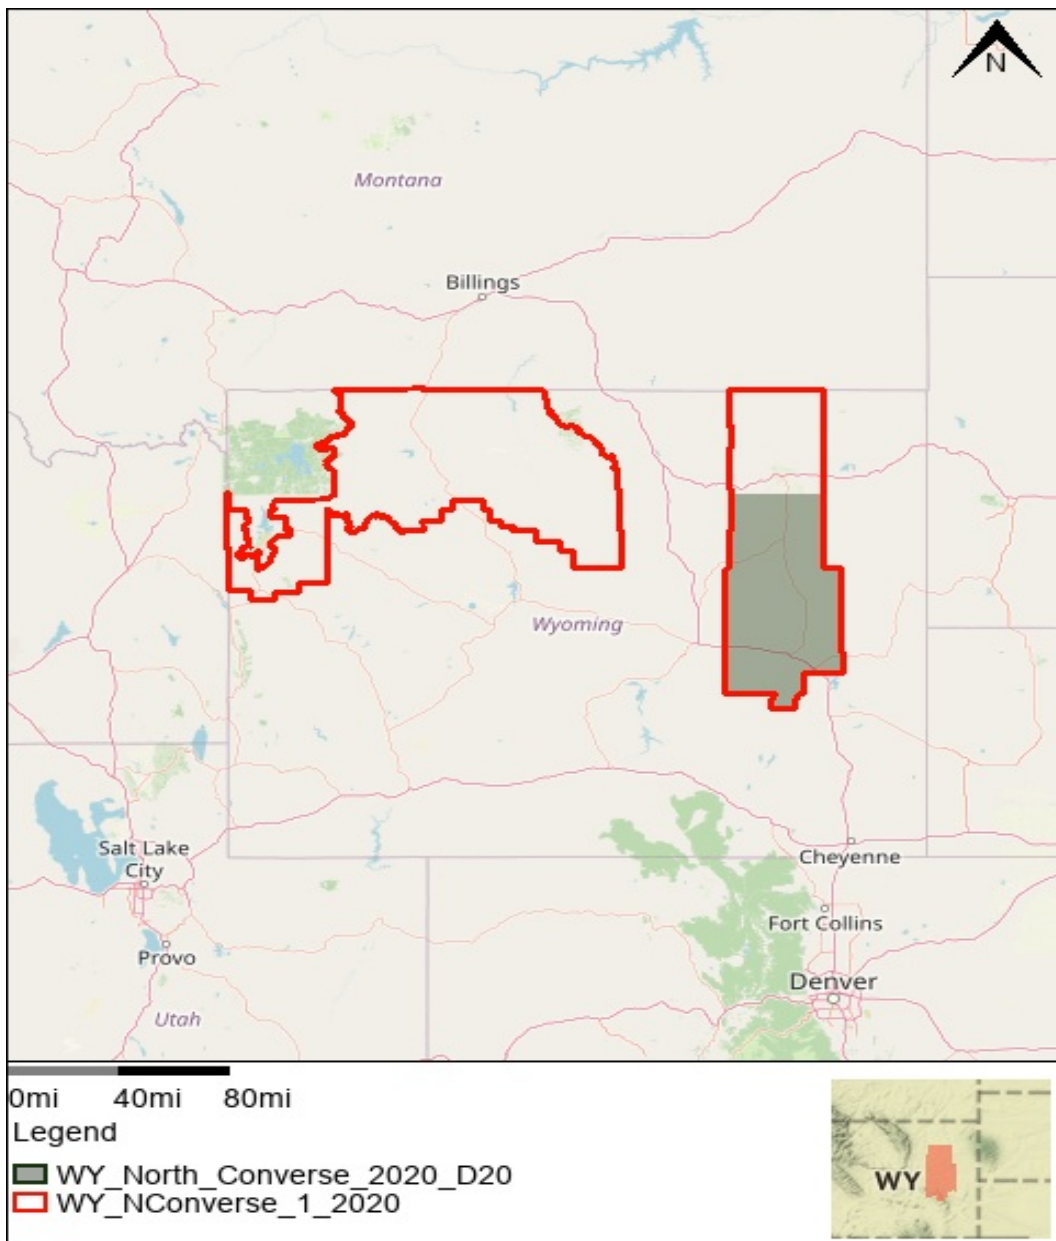 N
Montana
Billings
Wyoming
Salt Lake
City
Cheyenne
Fort Collins
Provo
Denver
Utah
0mi 40mi 80mi
Legend
WY_North_Converse_2020_D20
WY_NConverse_1_2020
WY